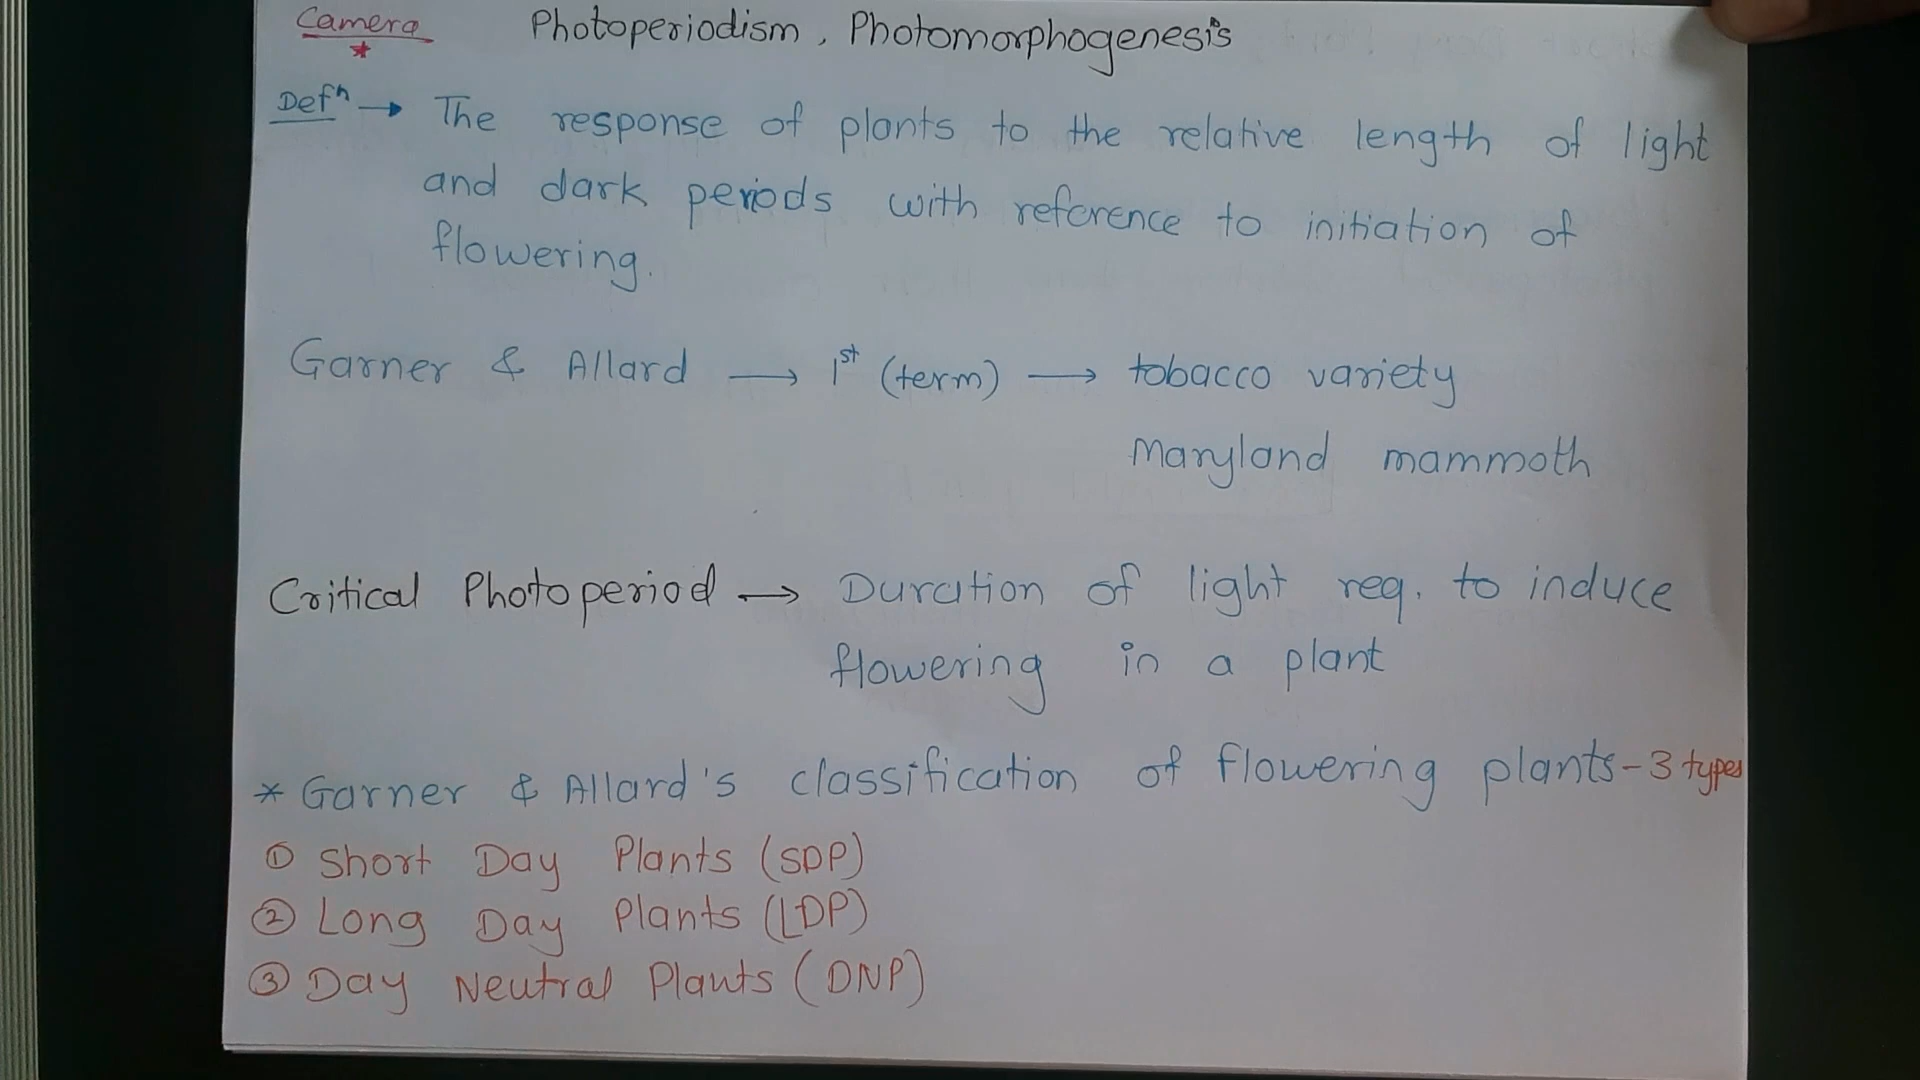 Camera Photoperiodism, Photomorphogenesis
Defn → The response of plants to the relative length of light
and dark periods with reference to initiation of
flowering.
Garner & Allard → 1st (term) → tobacco variety
Maryland mammoth
Critical Photoperiod → Duration of light req. to induce
flowering in a plant
* Garner & Allard's classification of flowering plants - 3 types
① Short Day Plants (SDP)
② Long Day Plants (LDP)
③ Day Neutral Plants (DNP)